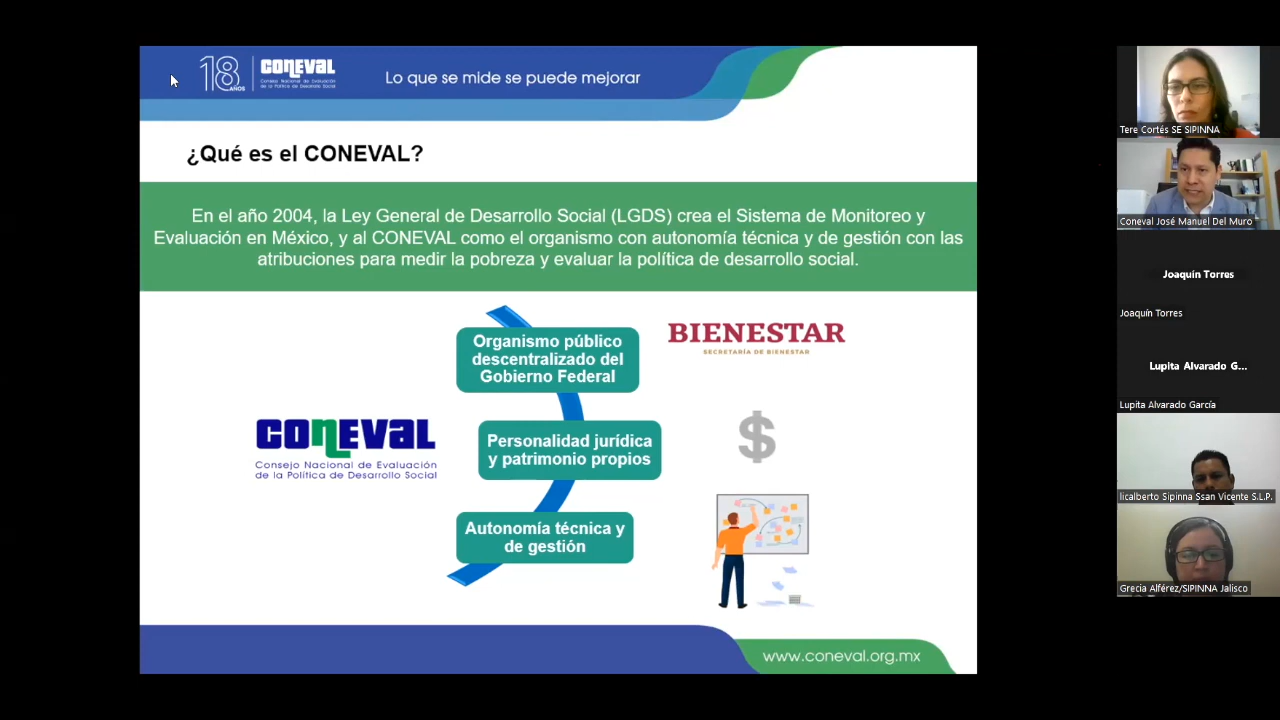 18 AÑOS
CONEVAL
Consejo Nacional de Evaluación
de la Política de Desarrollo Social
Lo que se mide se puede mejorar
¿Qué es el CONEVAL?
En el año 2004, la Ley General de Desarrollo Social (LGDS) crea el Sistema de Monitoreo y
Evaluación en México, y al CONEVAL como el organismo con autonomía técnica y de gestión con las
atribuciones para medir la pobreza y evaluar la política de desarrollo social.
Organismo público
descentralizado del
Gobierno Federal
BIENESTAR
SECRETARÍA DE BIENESTAR
CONEVAL
Consejo Nacional de Evaluación
de la Política de Desarrollo Social
Personalidad jurídica
y patrimonio propios
$
Autonomía técnica y
de gestión
www.coneval.org.mx
Tere Cortés SE SIPINNA
Coneval José Manuel Del Muro
Joaquín Torres
Joaquín Torres
Lupita Alvarado G...
Lupita Alvarado García
licalberto Sipinna Ssan Vicente S.L.P.
Grecia Alférez/SIPINNA Jalisco